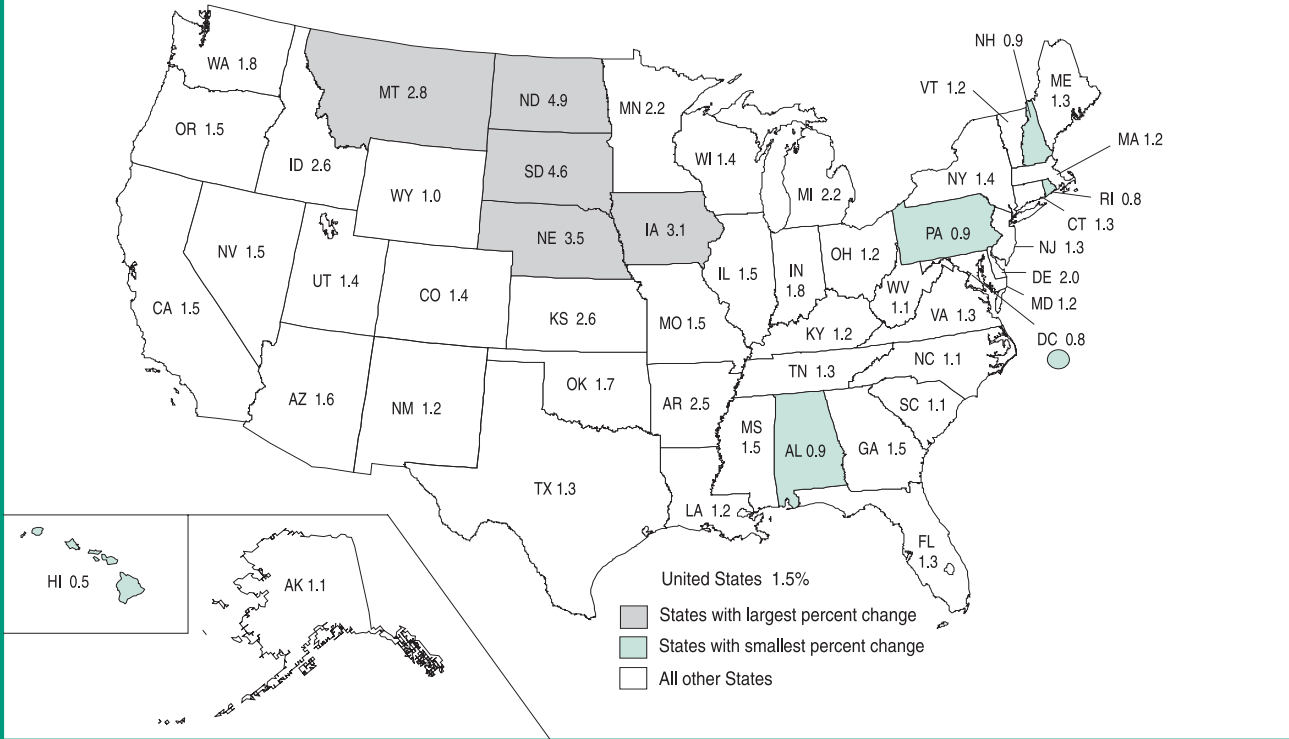 NH 0.9
WA 1.8
MT 2.8
ND 4.9
MN 2.2
VT 1.2
ME
1.3
OR 1.5
ID 2.6
SD 4.6
WI 1.4
MA 1.2
WY 1.0
MI 2.2
NY 1.4
RI 0.8
CT 1.3
NV 1.5
NE 3.5
IA 3.1
PA 0.9
NJ 1.3
UT 1.4
CO 1.4
IL 1.5
IN
1.8
OH 1.2
DE 2.0
WV
1.1
MD 1.2
CA 1.5
KS 2.6
MO 1.5
KY 1.2
VA 1.3
DC 0.8
AZ 1.6
NM 1.2
OK 1.7
AR 2.5
TN 1.3
NC 1.1
SC 1.1
MS
1.5
AL 0.9
GA 1.5
TX 1.3
LA 1.2
FL
1.3
HI 0.5
AK 1.1
United States 1.5%
States with largest percent change
States with smallest percent change
All other States